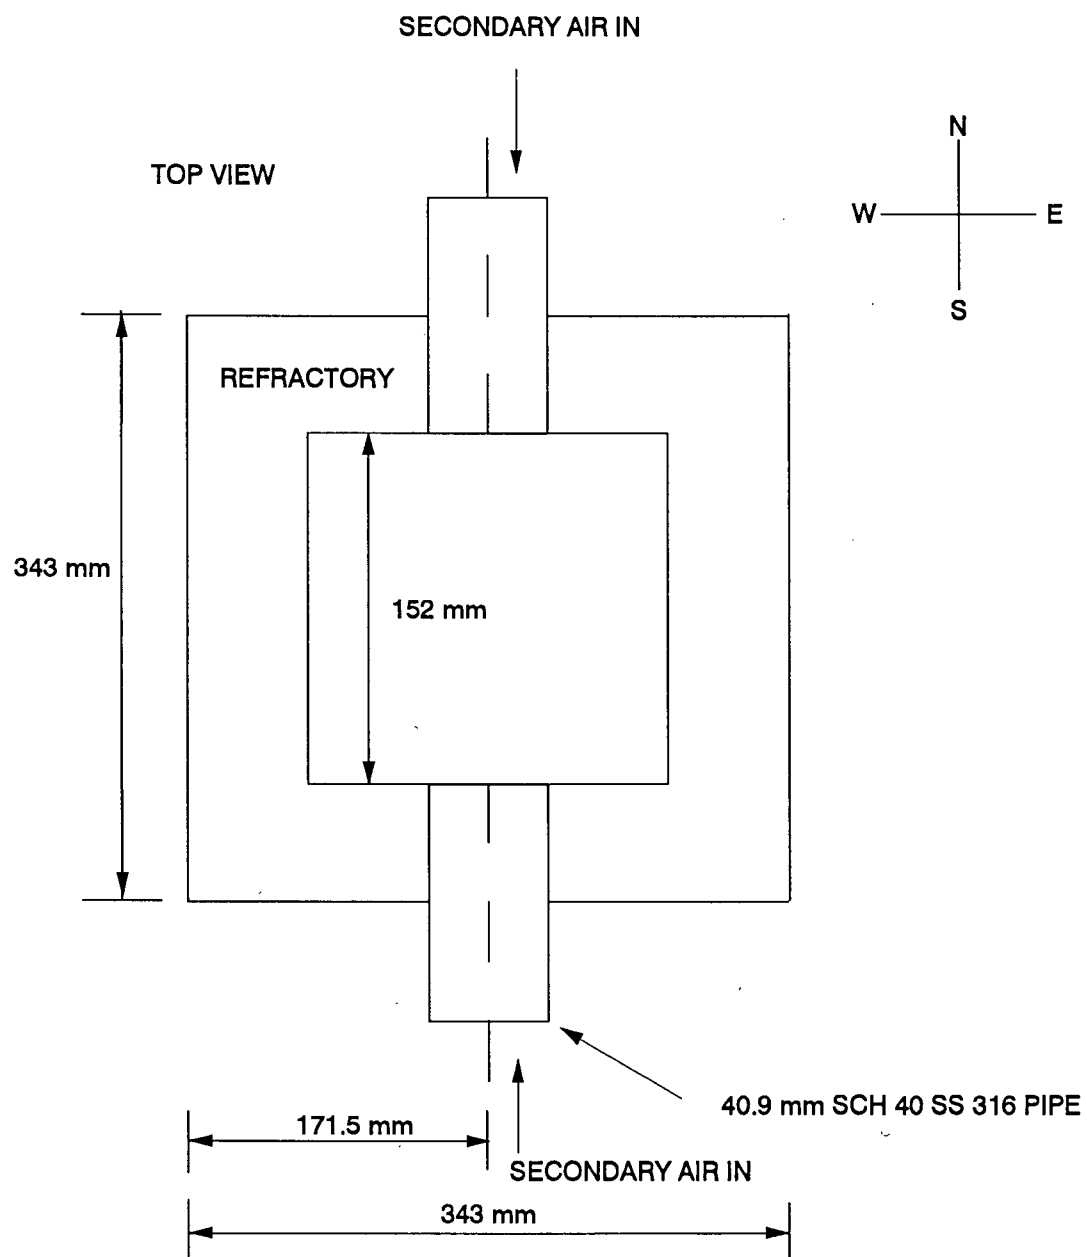 SECONDARY AIR IN
N
TOP VIEW
W
E
S
REFRACTORY
343 mm
152 mm
40.9 mm SCH 40 SS 316 PIPE
171.5 mm
SECONDARY AIR IN
343 mm